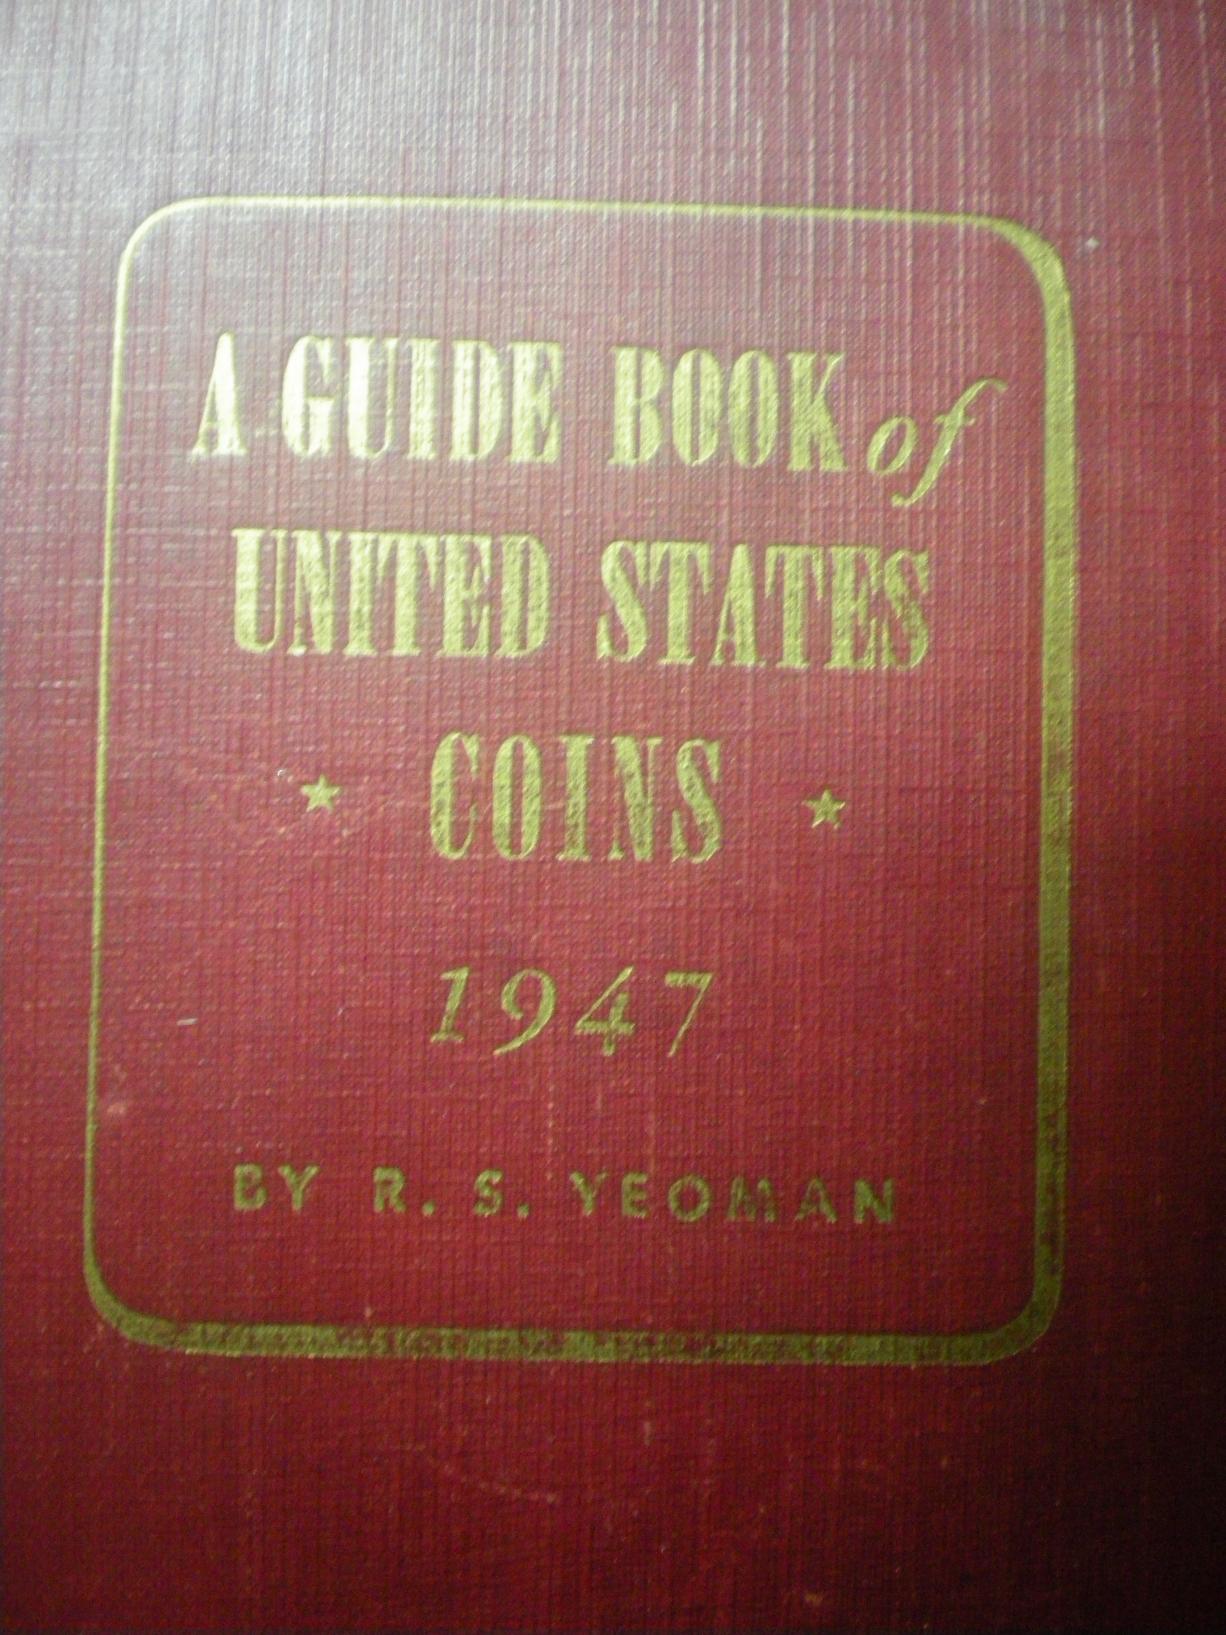 A GUIDE BOOK of
UNITED STATES
★ COINS ★
1947
BY R. S. YEOMAN